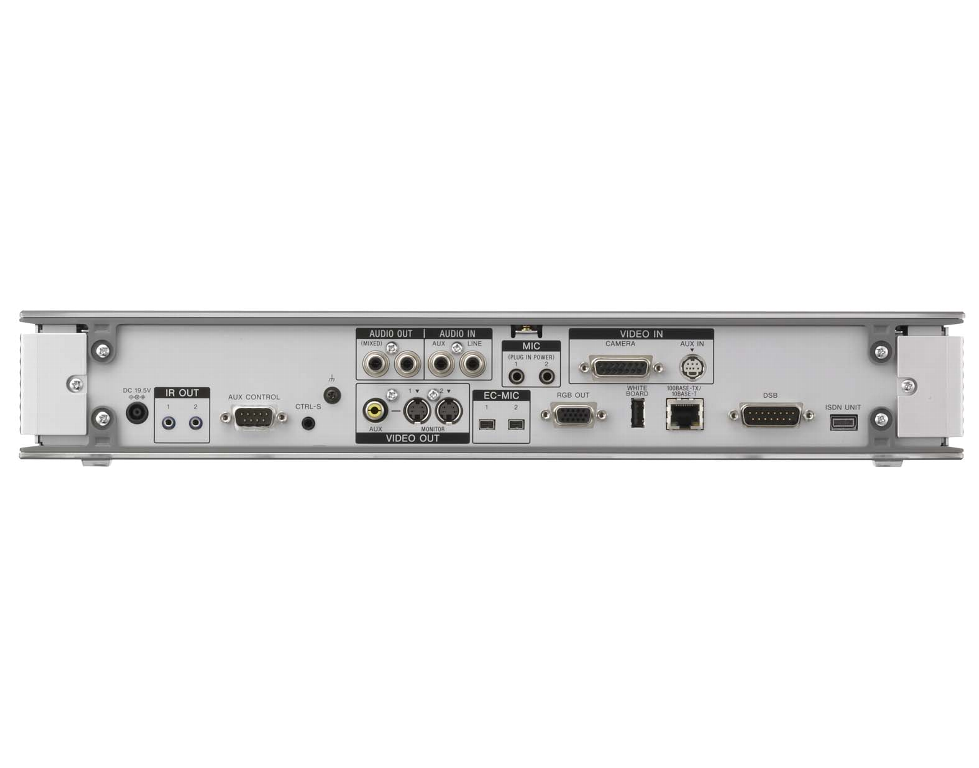 AUDIO OUT
AUDIO IN
(MIXED)
AUX
LINE
MIC
(PLUG IN POWER)
1 2
VIDEO IN
CAMERA
AUX IN
DC 19.5V
IR OUT
1 2
AUX CONTROL
CTRL-S
1 2
AUX
MONITOR
VIDEO OUT
EC-MIC
1 2
RGB OUT
WHITE
BOARD
100BASE-TX/
10BASE-T
DSB
ISDN UNIT